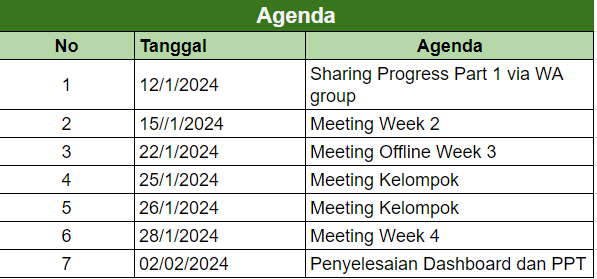 Agenda
No Tanggal Agenda
1 12/1/2024 Sharing Progress Part 1 via WA
group
2 15//1/2024 Meeting Week 2
3 22/1/2024 Meeting Offline Week 3
4 25/1/2024 Meeting Kelompok
5 26/1/2024 Meeting Kelompok
6 28/1/2024 Meeting Week 4
7 02/02/2024 Penyelesaian Dashboard dan PPT